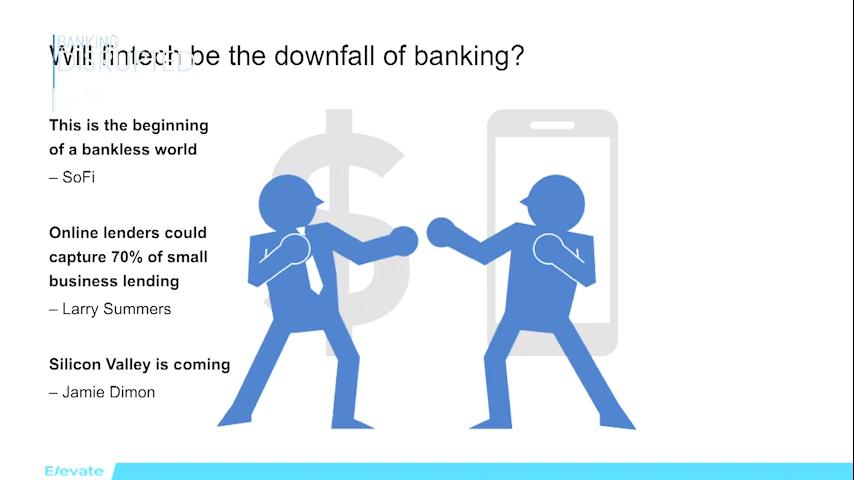 BANKING
DISRUPTED
Will fintech be the downfall of banking?
This is the beginning
of a bankless world
– SoFi
Online lenders could
capture 70% of small
business lending
– Larry Summers
Silicon Valley is coming
– Jamie Dimon
Elevate